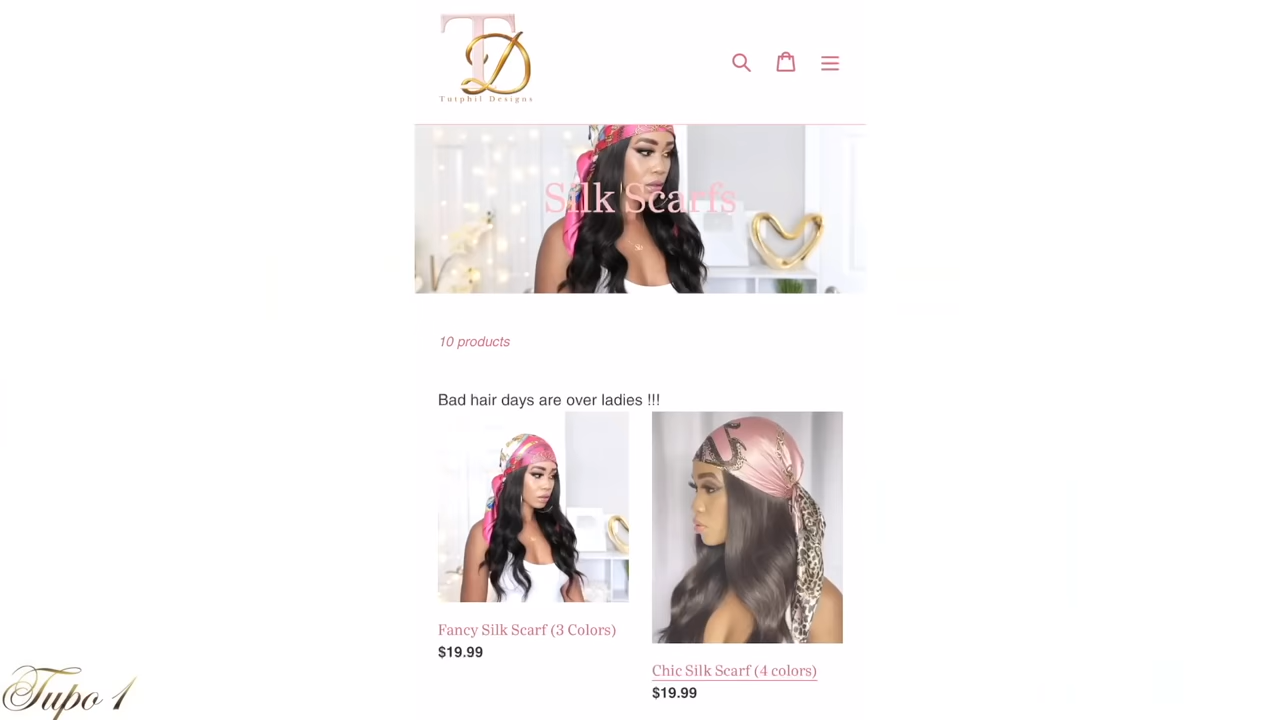 TD
Tutphil Designs
Silk Scarfs
10 products
Bad hair days are over ladies !!!
Fancy Silk Scarf (3 Colors)
$19.99
Chic Silk Scarf (4 colors)
$19.99
Tupo 1